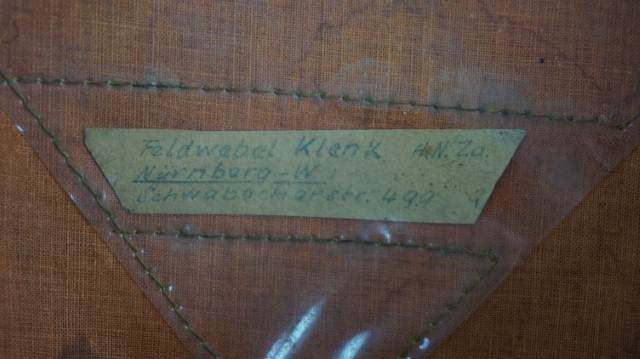 Feldwebel Klenk H.N.Za.
Nürnberg-W
Schwabacherstr. 499